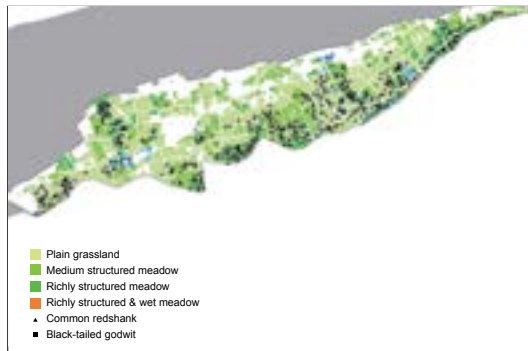 Plain grassland
Medium structured meadow
Richly structured meadow
Richly structured & wet meadow
Common redshank
Black-tailed godwit